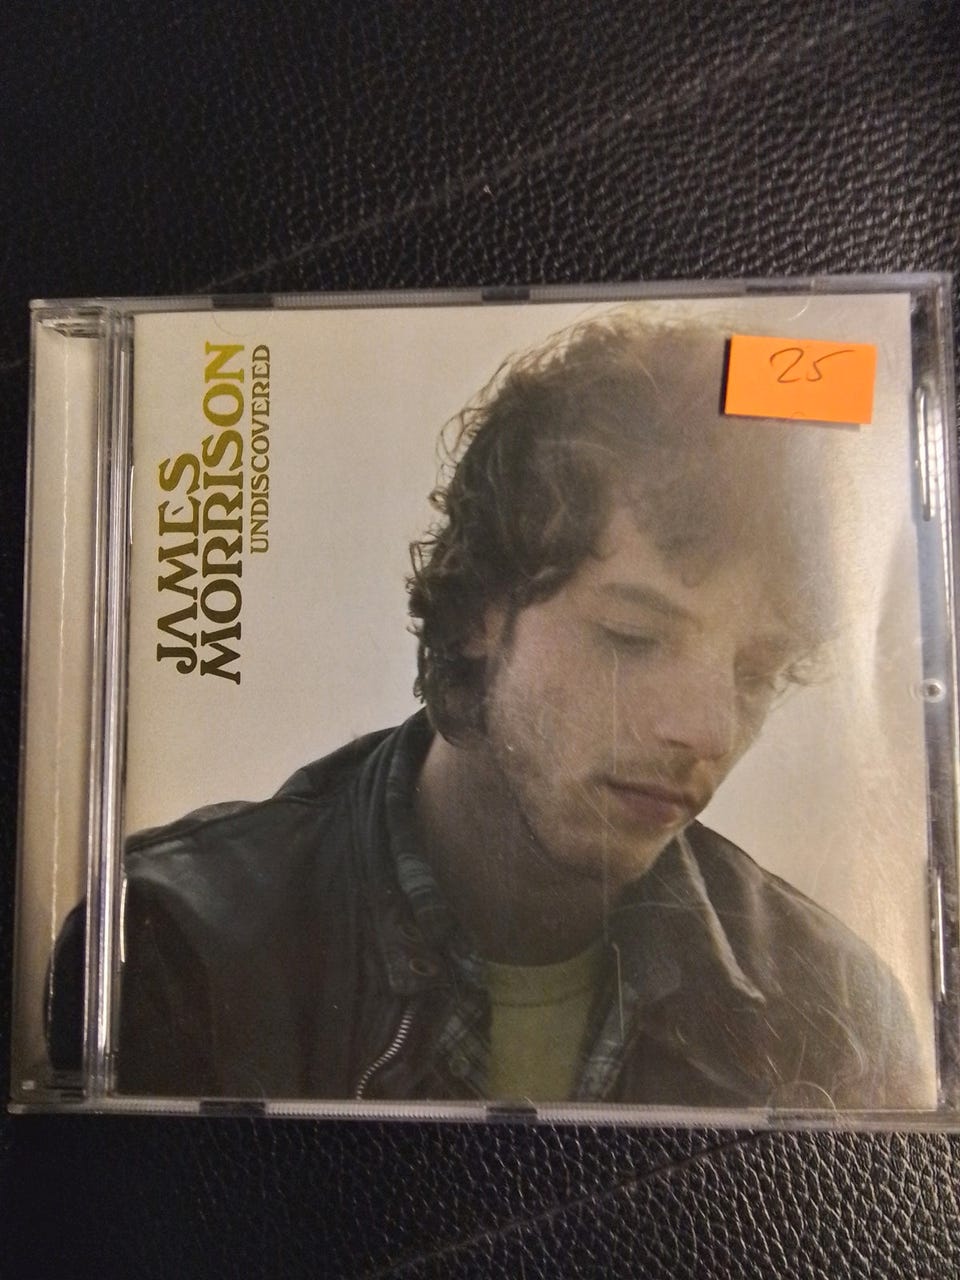 JAMES
MORRISON
UNDISCOVERED
25